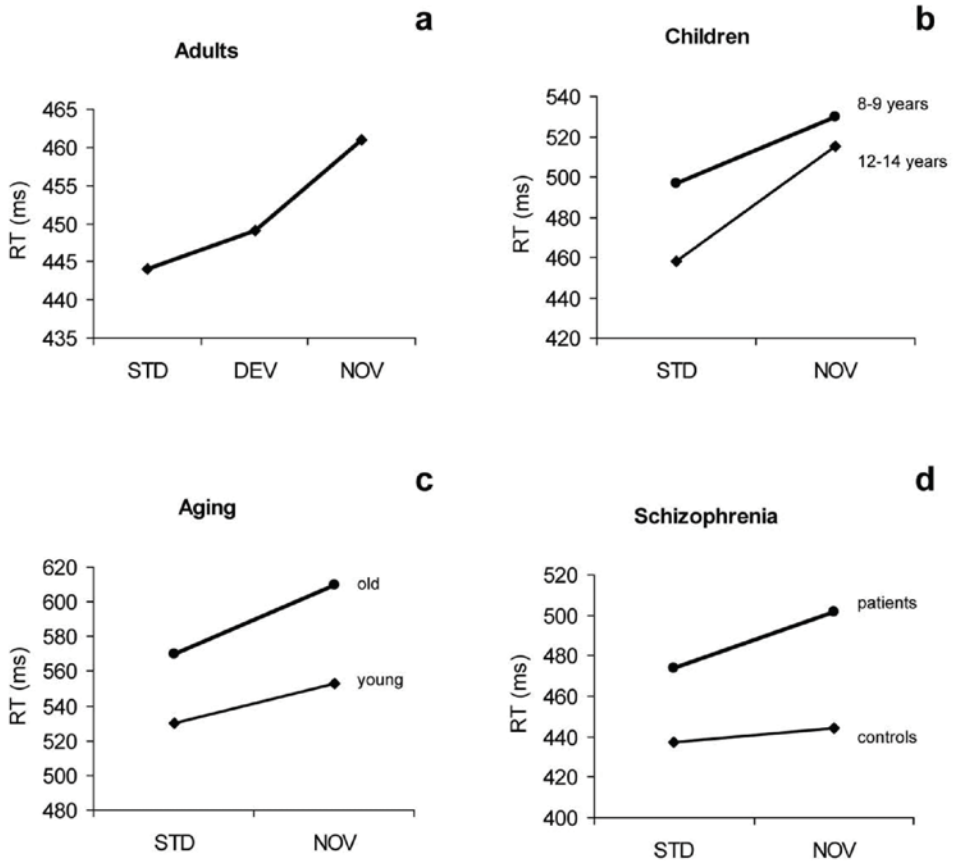 a
Adults
465
460
455
450
445
440
435
RT (ms)
STD DEV NOV
b
Children
540
520
500
480
460
440
420
RT (ms)
8-9 years
12-14 years
STD NOV
c
Aging
620
600
580
560
540
520
500
480
RT (ms)
old
young
STD NOV
d
Schizophrenia
520
500
480
460
440
420
400
RT (ms)
patients
controls
STD NOV